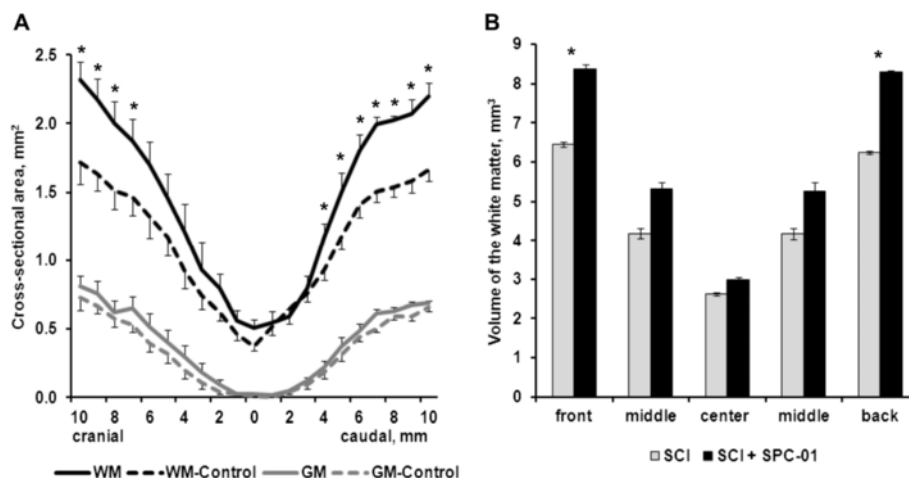 A
Cross-sectional area, mm²
2.5
2.0
1.5
1.0
0.5
0.0
* * * * * * * * * * *
10 8 6 4 2 0 2 4 6 8 10
cranial caudal, mm
WM WM-Control GM GM-Control
B
Volume of the white matter, mm³
9
8
7
6
5
4
3
2
1
0
* *
front middle center middle back
SCI SCI + SPC-01